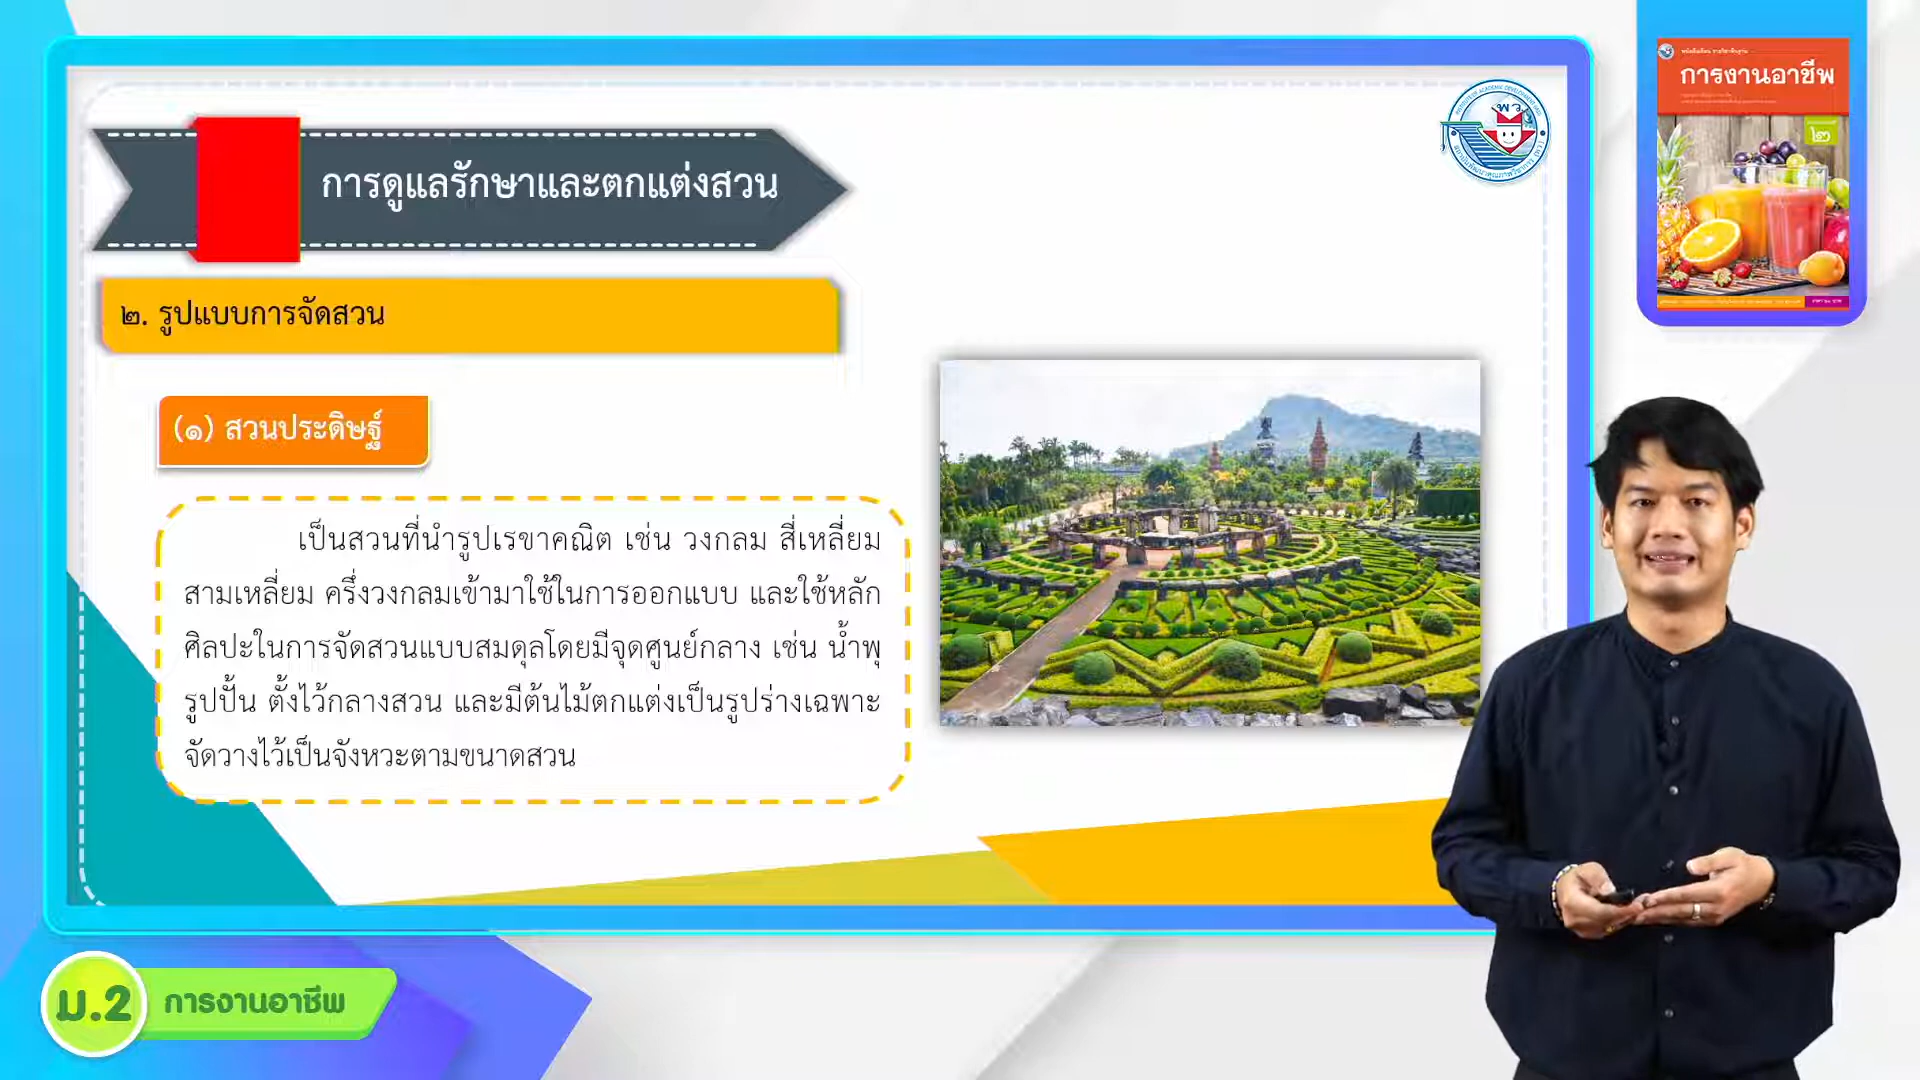 การดูแลรักษาและตกแต่งสวน
๒. รูปแบบการจัดสวน
(๑) สวนประดิษฐ์
เป็นสวนที่นำรูปเรขาคณิต เช่น วงกลม สี่เหลี่ยม
สามเหลี่ยม ครึ่งวงกลมเข้ามาใช้ในการออกแบบ และใช้หลัก
ศิลปะในการจัดสวนแบบสมดุลโดยมีจุดศูนย์กลาง เช่น น้ำพุ
รูปปั้น ตั้งไว้กลางสวน และมีต้นไม้ตกแต่งเป็นรูปร่างเฉพาะ
จัดวางไว้เป็นจังหวะตามขนาดสวน
พว.
การงานอาชีพ
๒
ม.2 การงานอาชีพ